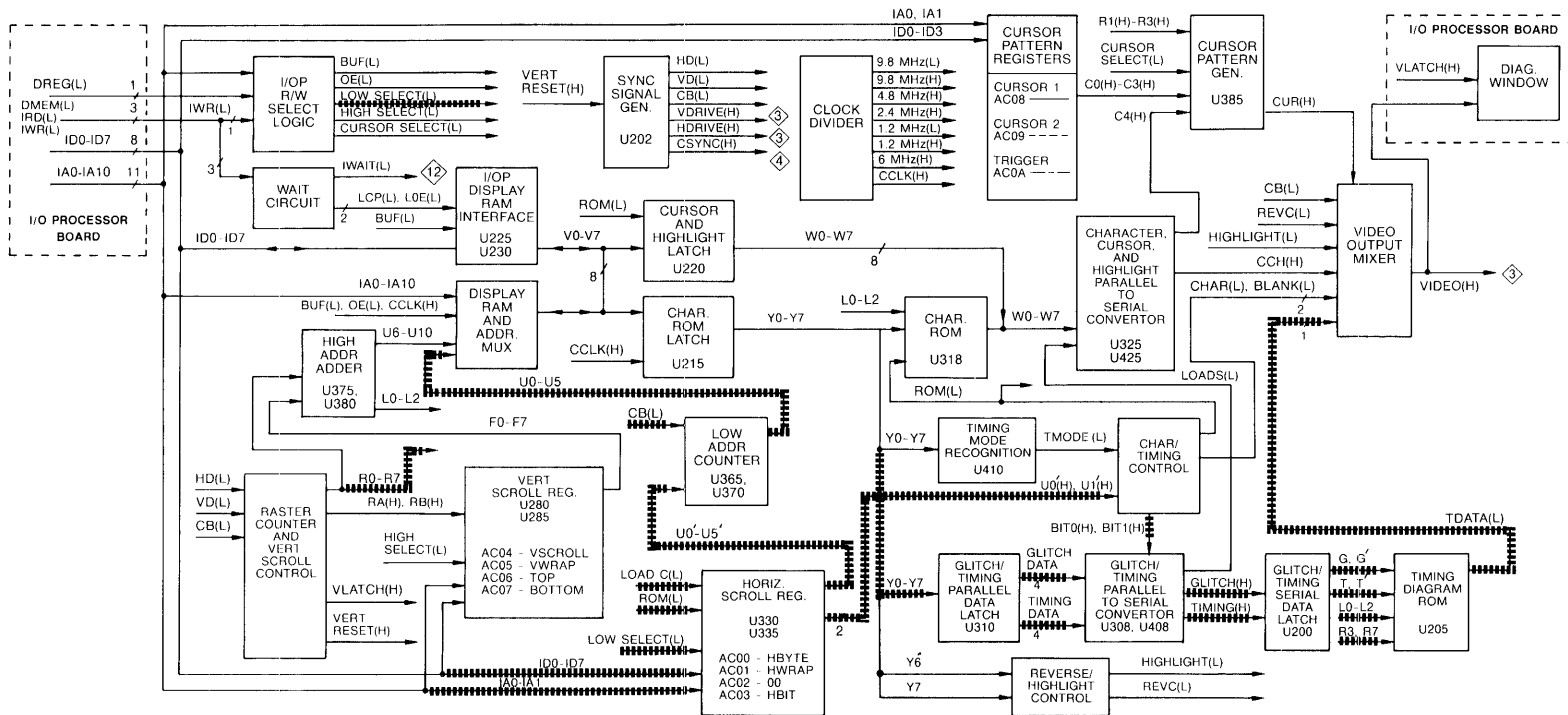 I/O PROCESSOR BOARD
DREG(L)
1
DMEM(L)
3
IRD(L)
IWR(L)
IWR(L)
1
ID0-ID7
8
IA0-IA10
11
I/O PROCESSOR
BOARD
3
I/OP
R/W
SELECT
LOGIC
BUF(L)
OE(L)
LOW SELECT(L)
HIGH SELECT(L)
CURSOR SELECT(L)
WAIT
CIRCUIT
IWAIT(L)
12
LCP(L), L0E(L)
2
BUF(L)
VERT
RESET(H)
SYNC
SIGNAL
GEN.
U202
HD(L)
VD(L)
CB(L)
VDRIVE(H)
3
HDRIVE(H)
3
CSYNC(H)
4
CLOCK
DIVIDER
9.8 MHz(L)
9.8 MHz(H)
4.8 MHz(H)
2.4 MHz(H)
1.2 MHz(L)
1.2 MHz(H)
6 MHz(H)
CCLK(H)
IA0, IA1
ID0-ID3
CURSOR
PATTERN
REGISTERS
CURSOR 1
AC08
CURSOR 2
AC09
TRIGGER
AC0A
R1(H)-R3(H)
CURSOR
SELECT(L)
C0(H)-C3(H)
C4(H)
CURSOR
PATTERN
GEN.
U385
CUR(H)
I/O PROCESSOR BOARD
VLATCH(H)
DIAG.
WINDOW
ID0-ID7
I/OP
DISPLAY
RAM
INTERFACE
U225
U230
V0-V7
8
ROM(L)
CURSOR
AND
HIGHLIGHT
LATCH
U220
W0-W7
8
IA0-IA10
BUF(L), OE(L), CCLK(H)
U6-U10
DISPLAY
RAM
AND
ADDR.
MUX
CHAR.
ROM
LATCH
U215
CCLK(H)
Y0-Y7
L0-L2
CHAR.
ROM
U318
W0-W7
ROM(L)
CHARACTER,
CURSOR,
AND
HIGHLIGHT
PARALLEL
TO
SERIAL
CONVERTOR
U325
U425
CB(L)
REVC(L)
HIGHLIGHT(L)
CCH(H)
CHAR(L), BLANK(L)
2
1
VIDEO
OUTPUT
MIXER
VIDEO(H)
3
LOADS(L)
HIGH
ADDR
ADDER
U375,
U380
L0-L2
F0-F7
U0-U5
CB(L)
LOW
ADDR
COUNTER
U365,
U370
U0'-U5'
HD(L)
VD(L)
CB(L)
RASTER
COUNTER
AND
VERT
SCROLL
CONTROL
R0-R7
RA(H), RB(H)
VLATCH(H)
VERT
RESET(H)
HIGH
SELECT(L)
VERT
SCROLL REG.
U280
U285
AC04 - VSCROLL
AC05 - VWRAP
AC06 - TOP
AC07 - BOTTOM
LOAD C(L)
ROM(L)
LOW SELECT(L)
ID0-ID7
IA0-IA1
HORIZ.
SCROLL REG.
U330
U335
AC00 - HBYTE
AC01 - HWRAP
AC02 - 00
AC03 - HBIT
2
Y0-Y7
TIMING
MODE
RECOGNITION
U410
TMODE (L)
CHAR/
TIMING
CONTROL
U0'(H), U1'(H)
BIT0(H), BIT1(H)
TDATA(L)
Y0-Y7
GLITCH/
TIMING
PARALLEL
DATA
LATCH
U310
GLITCH
DATA
4
TIMING
DATA
4
GLITCH/
TIMING
PARALLEL
TO SERIAL
CONVERTOR
U308, U408
GLITCH(H)
TIMING(H)
GLITCH/
TIMING
SERIAL
DATA
LATCH
U200
G, G'
T, T'
L0-L2
R3, R7
TIMING
DIAGRAM
ROM
U205
Y6
Y7
REVERSE/
HIGHLIGHT
CONTROL
HIGHLIGHT(L)
REVC(L)